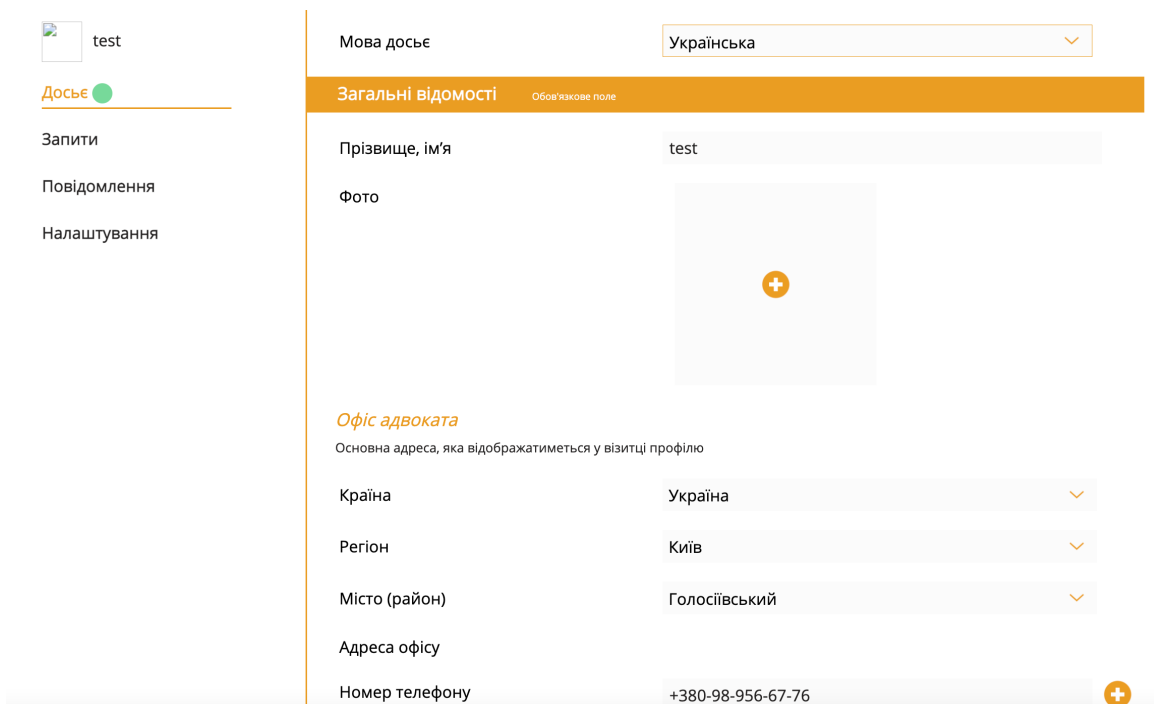 test
Досьє
Запити
Повідомлення
Налаштування
Мова досьє Українська
Загальні відомості Обов'язкове поле
Прізвище, ім’я test
Фото
Офіс адвоката
Основна адреса, яка відображатиметься у візитці профілю
Країна Україна
Регіон Київ
Місто (район) Голосіївський
Адреса офісу
Номер телефону +380-98-956-67-76